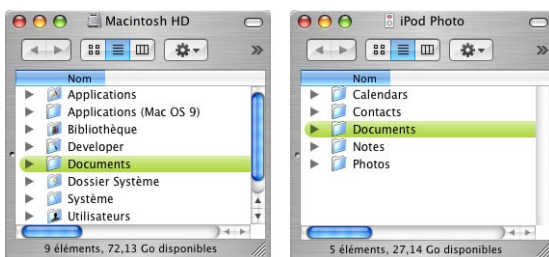 Macintosh HD
Nom
Applications
Applications (Mac OS 9)
Bibliothèque
Developer
Documents
Dossier Système
Système
Utilisateurs
9 éléments, 72,13 Go disponibles
iPod Photo
Nom
Calendars
Contacts
Documents
Notes
Photos
5 éléments, 27,14 Go disponibles